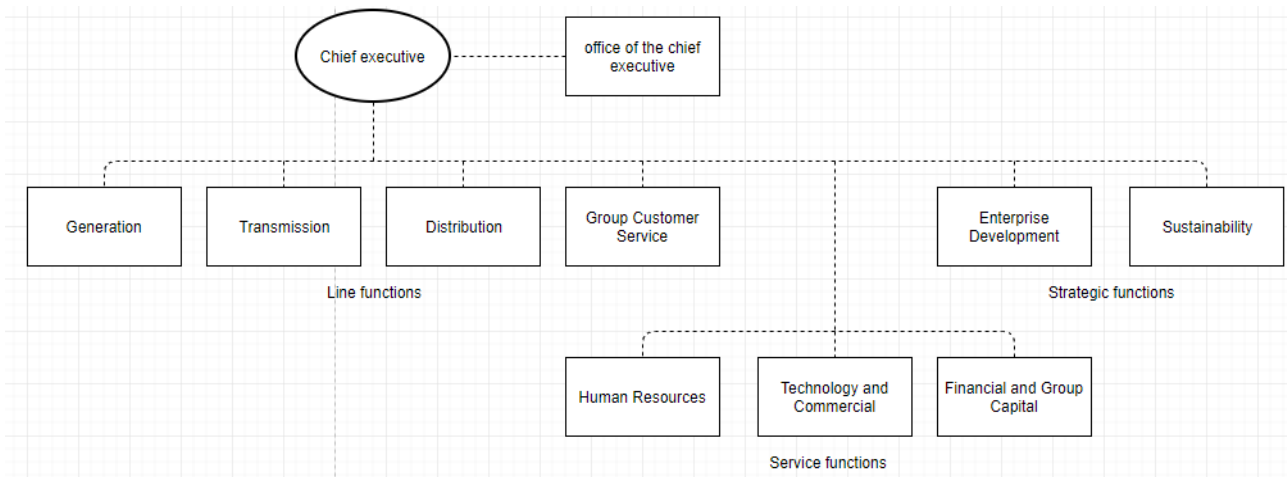 Chief executive
office of the chief
executive
Generation
Transmission
Distribution
Group Customer
Service
Enterprise
Development
Sustainability
Line functions
Strategic functions
Human Resources
Technology and
Commercial
Financial and Group
Capital
Service functions